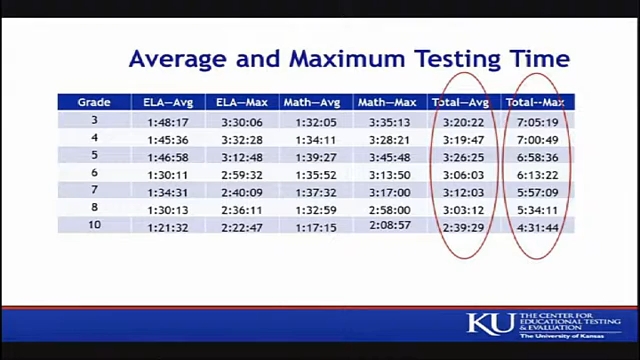 Average and Maximum Testing Time
Grade ELA—Avg ELA—Max Math—Avg Math—Max Total—Avg Total--Max
3 1:48:17 3:30:06 1:32:05 3:35:13 3:20:22 7:05:19
4 1:45:36 3:32:28 1:34:11 3:28:21 3:19:47 7:00:49
5 1:46:58 3:12:48 1:39:27 3:45:48 3:26:25 6:58:36
6 1:30:11 2:59:32 1:35:52 3:13:50 3:06:03 6:13:22
7 1:34:31 2:40:09 1:37:32 3:17:00 3:12:03 5:57:09
8 1:30:13 2:36:11 1:32:59 2:58:00 3:03:12 5:34:11
10 1:21:32 2:22:47 1:17:15 2:08:57 2:39:29 4:31:44
KU THE CENTER FOR
EDUCATIONAL TESTING
& EVALUATION
The University of Kansas